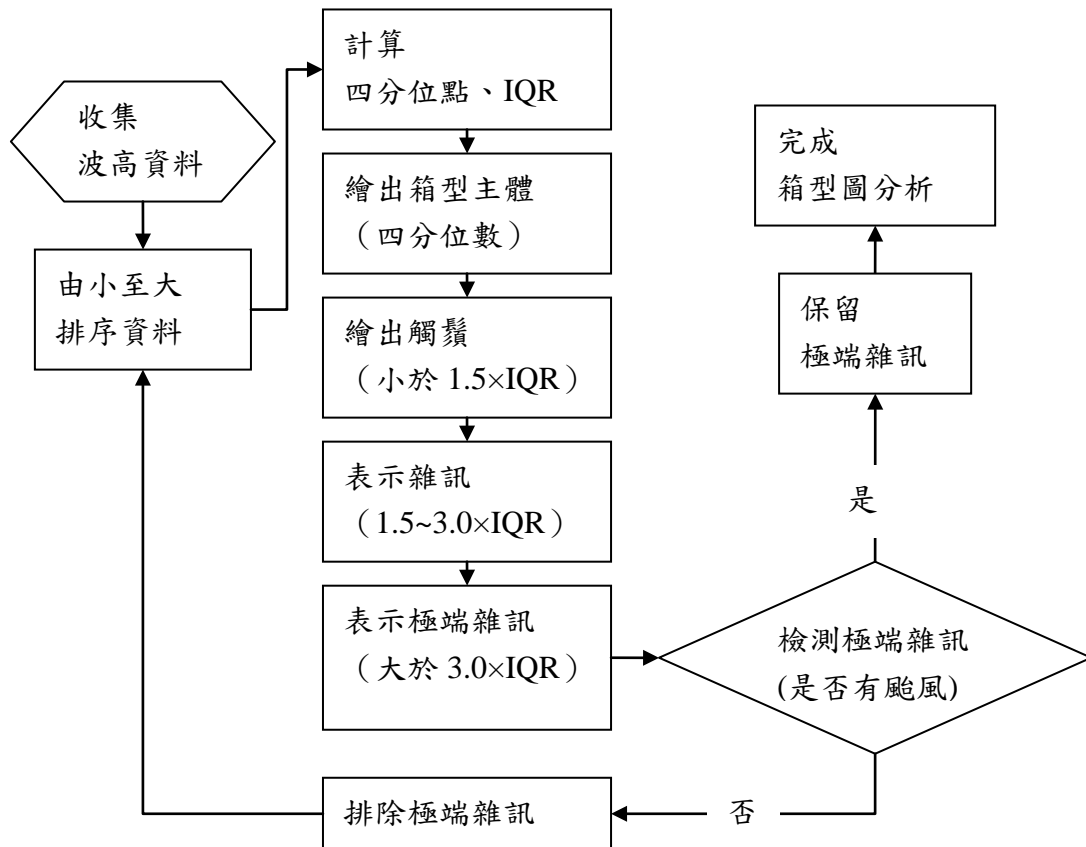 收集
波高資料
由小至大
排序資料
計算
四分位點、IQR
繪出箱型主體
（四分位數）
繪出觸鬚
（小於 1.5×IQR）
表示雜訊
（1.5~3.0×IQR）
表示極端雜訊
（大於 3.0×IQR）
檢測極端雜訊
(是否有颱風)
是
保留
極端雜訊
完成
箱型圖分析
否
排除極端雜訊